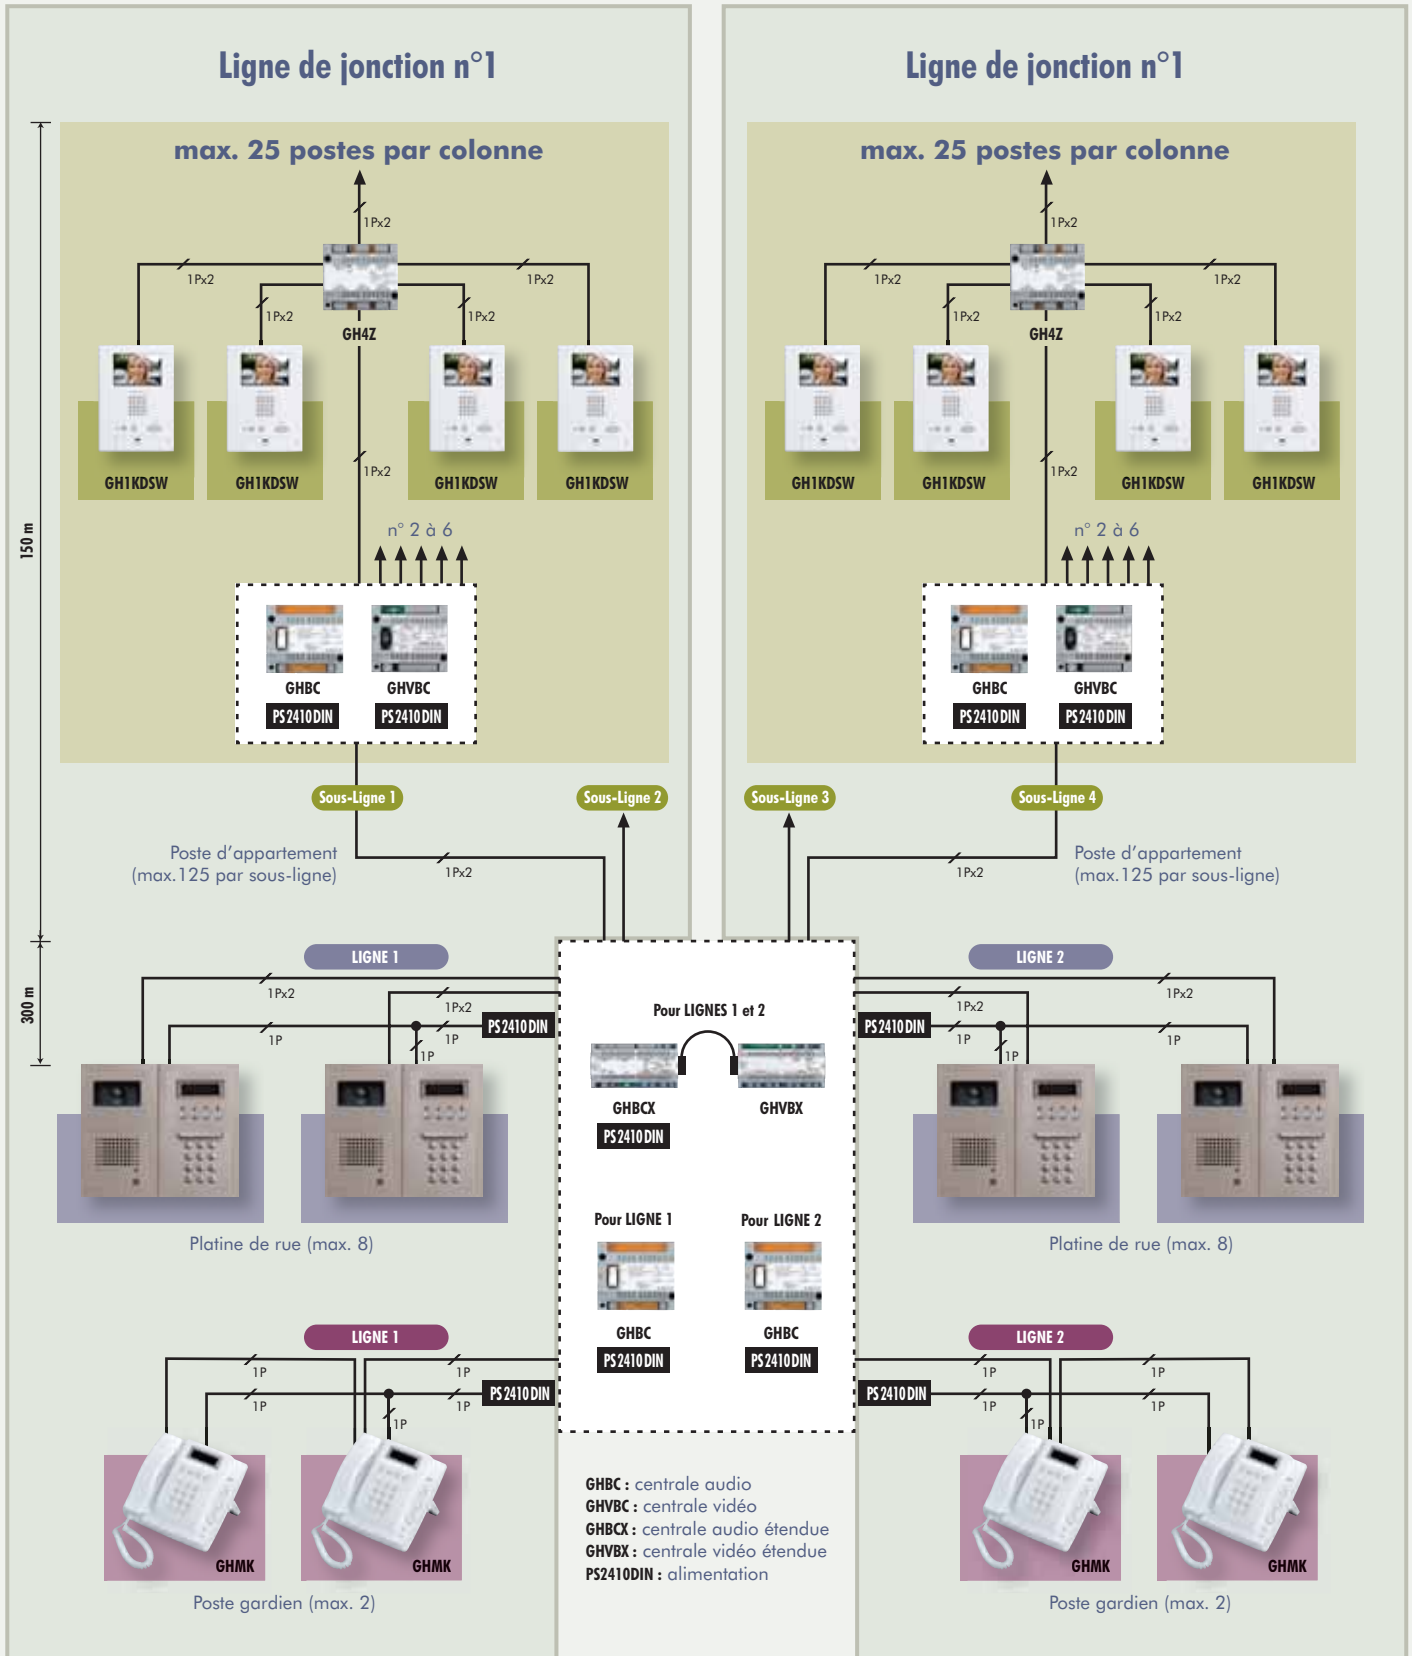 Ligne de jonction n°1
Ligne de jonction n°1
max. 25 postes par colonne
max. 25 postes par colonne
1Px2
1Px2
1Px2
1Px2
1Px2
1Px2
1Px2
1Px2
1Px2
1Px2
GH4Z
GH4Z
1Px2
1Px2
GH1KDSW
GH1KDSW
GH1KDSW
GH1KDSW
GH1KDSW
GH1KDSW
GH1KDSW
GH1KDSW
150 m
n° 2 à 6
n° 2 à 6
GHBC
GHVBC
GHBC
GHVBC
PS2410DIN
PS2410DIN
PS2410DIN
PS2410DIN
Sous-Ligne 1
Sous-Ligne 2
Sous-Ligne 3
Sous-Ligne 4
Poste d'appartement
(max.125 par sous-ligne)
1Px2
1Px2
Poste d'appartement
(max.125 par sous-ligne)
300 m
LIGNE 1
LIGNE 2
1Px2
1Px2
1Px2
1Px2
PS2410DIN
PS2410DIN
1P
1P
1P
1P
1P
1P
Pour LIGNES 1 et 2
GHBCX
GHVBX
PS2410DIN
Platine de rue (max. 8)
Platine de rue (max. 8)
Pour LIGNE 1
Pour LIGNE 2
GHBC
GHBC
PS2410DIN
PS2410DIN
LIGNE 1
LIGNE 2
1P
1P
1P
1P
PS2410DIN
PS2410DIN
1P
1P
1P
1P
1P
1P
GHMK
GHMK
GHMK
GHMK
Poste gardien (max. 2)
Poste gardien (max. 2)
GHBC : centrale audio
GHVBC : centrale vidéo
GHBCX : centrale audio étendue
GHVBX : centrale vidéo étendue
PS2410DIN : alimentation